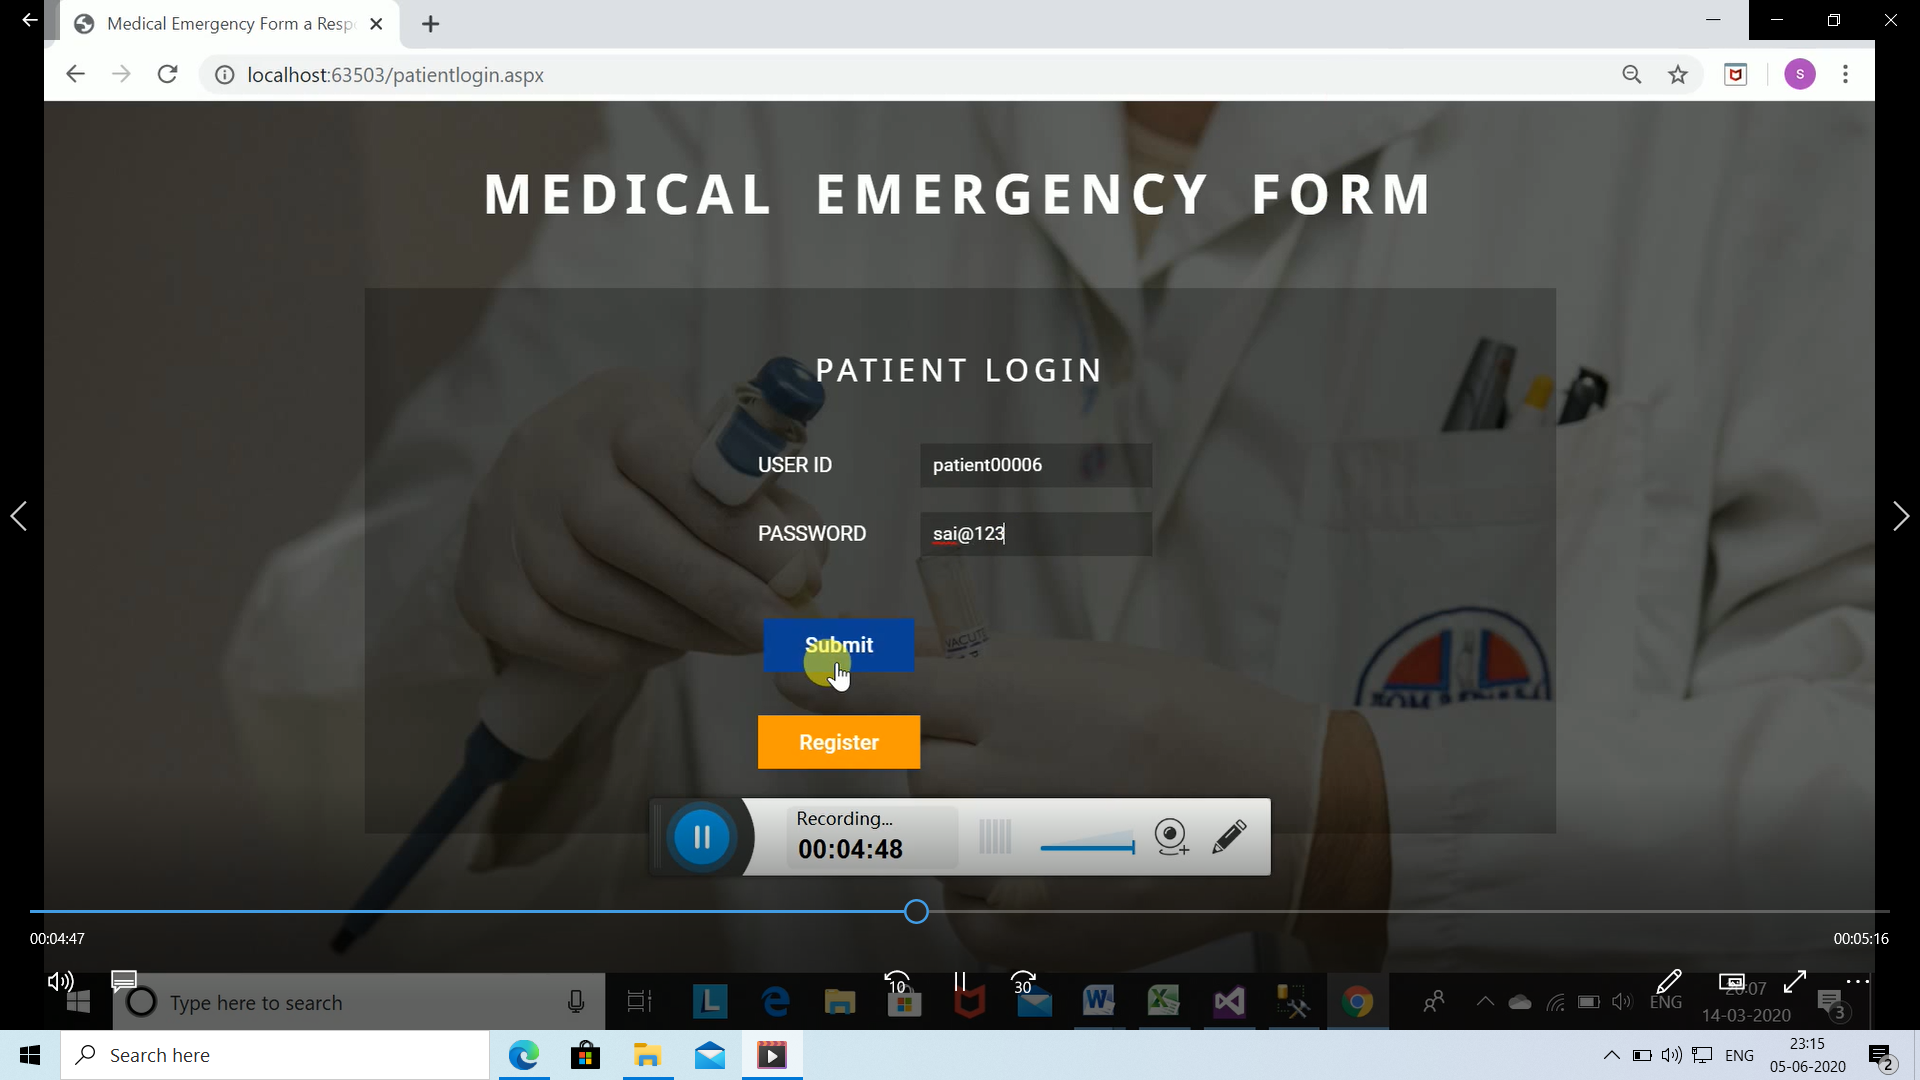 Medical Emergency Form a Resp
localhost:63503/patientlogin.aspx
S
MEDICAL EMERGENCY FORM
PATIENT LOGIN
USER ID
patient00006
PASSWORD
sai@123
VACUTE
Submit
Register
Recording...
00:04:48
00:04:47
00:05:16
10
30
Type here to search
L
ENG
20:07
14-03-2020
3
Search here
ENG
23:15
05-06-2020
2